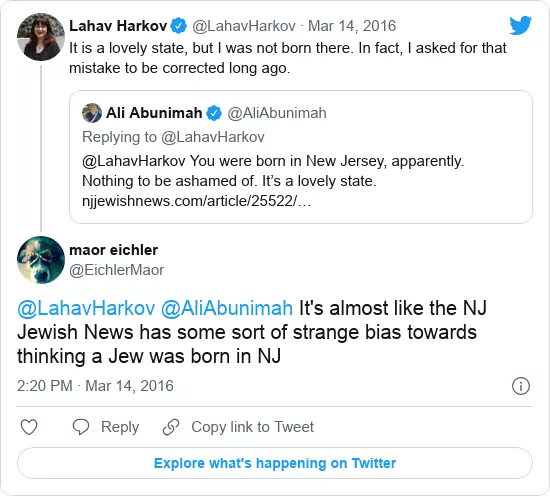 Lahav Harkov @LahavHarkov · Mar 14, 2016
It is a lovely state, but I was not born there. In fact, I asked for that
mistake to be corrected long ago.
Ali Abunimah @AliAbunimah
Replying to @LahavHarkov
@LahavHarkov You were born in New Jersey, apparently.
Nothing to be ashamed of. It’s a lovely state.
njjewishnews.com/article/25522/…
maor eichler
@EichlerMaor
@LahavHarkov @AliAbunimah It's almost like the NJ
Jewish News has some sort of strange bias towards
thinking a Jew was born in NJ
2:20 PM · Mar 14, 2016
Reply
Copy link to Tweet
Explore what's happening on Twitter